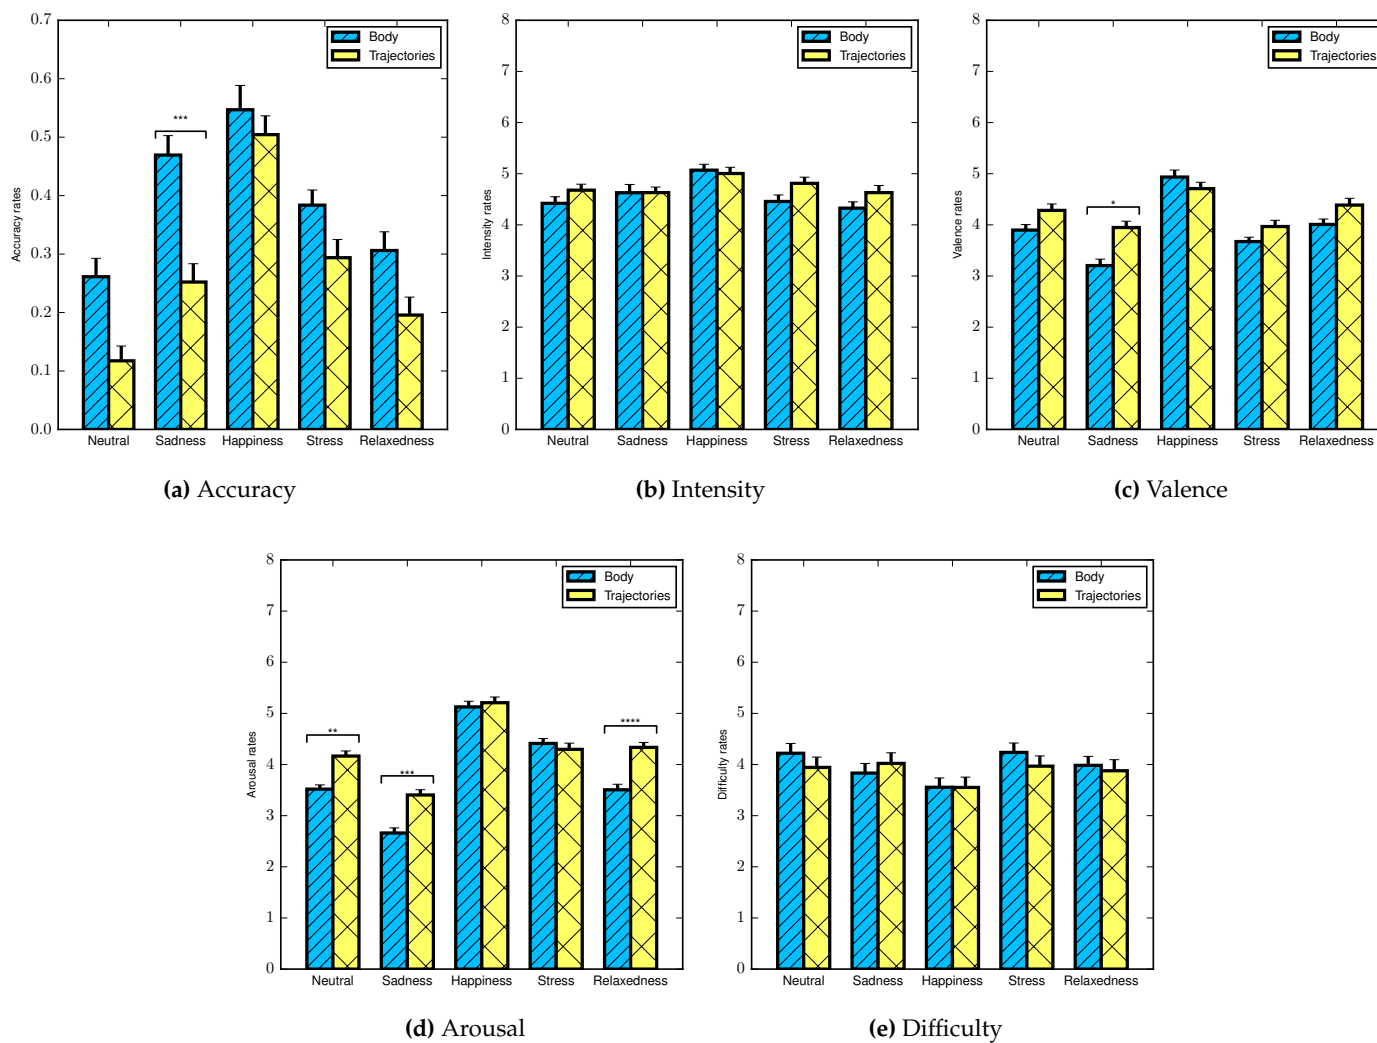 0.7
0.6
0.5
0.4
0.3
0.2
0.1
0.0
Accuracy rates
***
Body
Trajectories
Neutral Sadness Happiness Stress Relaxedness
(a) Accuracy
8
7
6
5
4
3
2
1
0
Intensity rates
Body
Trajectories
Neutral Sadness Happiness Stress Relaxedness
(b) Intensity
8
7
6
5
4
3
2
1
0
Valence rates
*
Body
Trajectories
Neutral Sadness Happiness Stress Relaxedness
(c) Valence
8
7
6
5
4
3
2
1
0
Arousal rates
**
***
****
Body
Trajectories
Neutral Sadness Happiness Stress Relaxedness
(d) Arousal
8
7
6
5
4
3
2
1
0
Difficulty rates
Body
Trajectories
Neutral Sadness Happiness Stress Relaxedness
(e) Difficulty